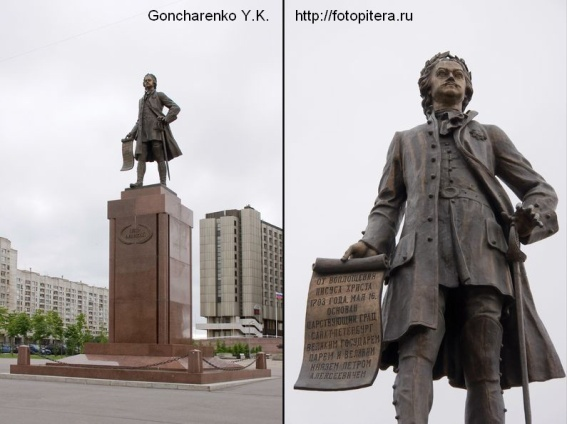 Goncharenko Y.K.
http://fotopitera.ru
ОТ ВОПЛОЩЕНИЯ
ИИСУСА ХРИСТА
1703 ГОДА МАЯ 16.
ОСНОВАН
ЦАРСТВУЮЩИЙ ГРАД
САНКТПЕТЕРБУРГ
ВЕЛИКИМ ГОСУДАРЕМ
ЦАРЕМ И ВЕЛИКИМ
КНЯЗЕМ ПЕТРОМ
АЛЕКСЕЕВИЧЕМ